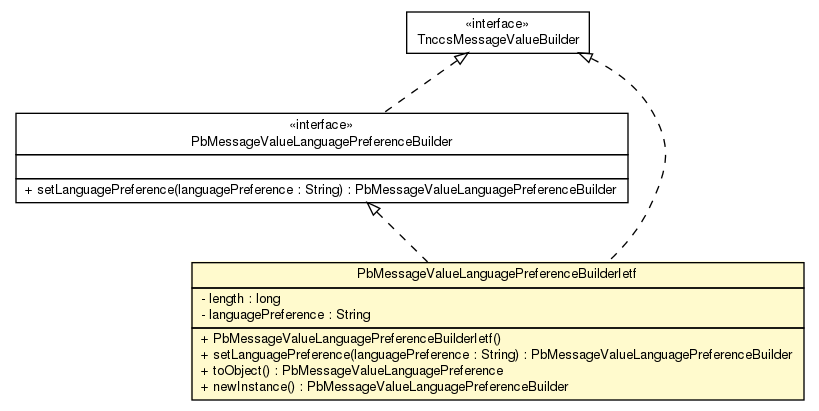 «interface»
TnccsMessageValueBuilder
«interface»
PbMessageValueLanguagePreferenceBuilder
+ setLanguagePreference(languagePreference : String) : PbMessageValueLanguagePreferenceBuilder
PbMessageValueLanguagePreferenceBuilderIetf
- length : long
- languagePreference : String
+ PbMessageValueLanguagePreferenceBuilderIetf()
+ setLanguagePreference(languagePreference : String) : PbMessageValueLanguagePreferenceBuilder
+ toObject() : PbMessageValueLanguagePreference
+ newInstance() : PbMessageValueLanguagePreferenceBuilder